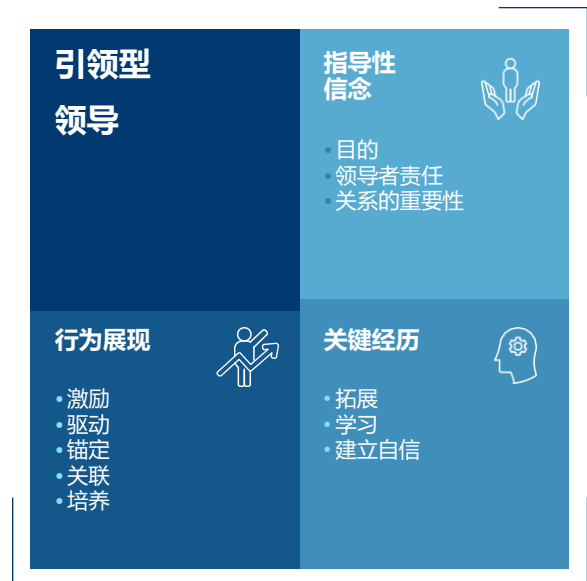 引领型
领导
指导性
信念
•目的
•领导者责任
•关系的重要性
行为展现
•激励
•驱动
•锚定
•关联
•培养
关键经历
•拓展
•学习
•建立自信